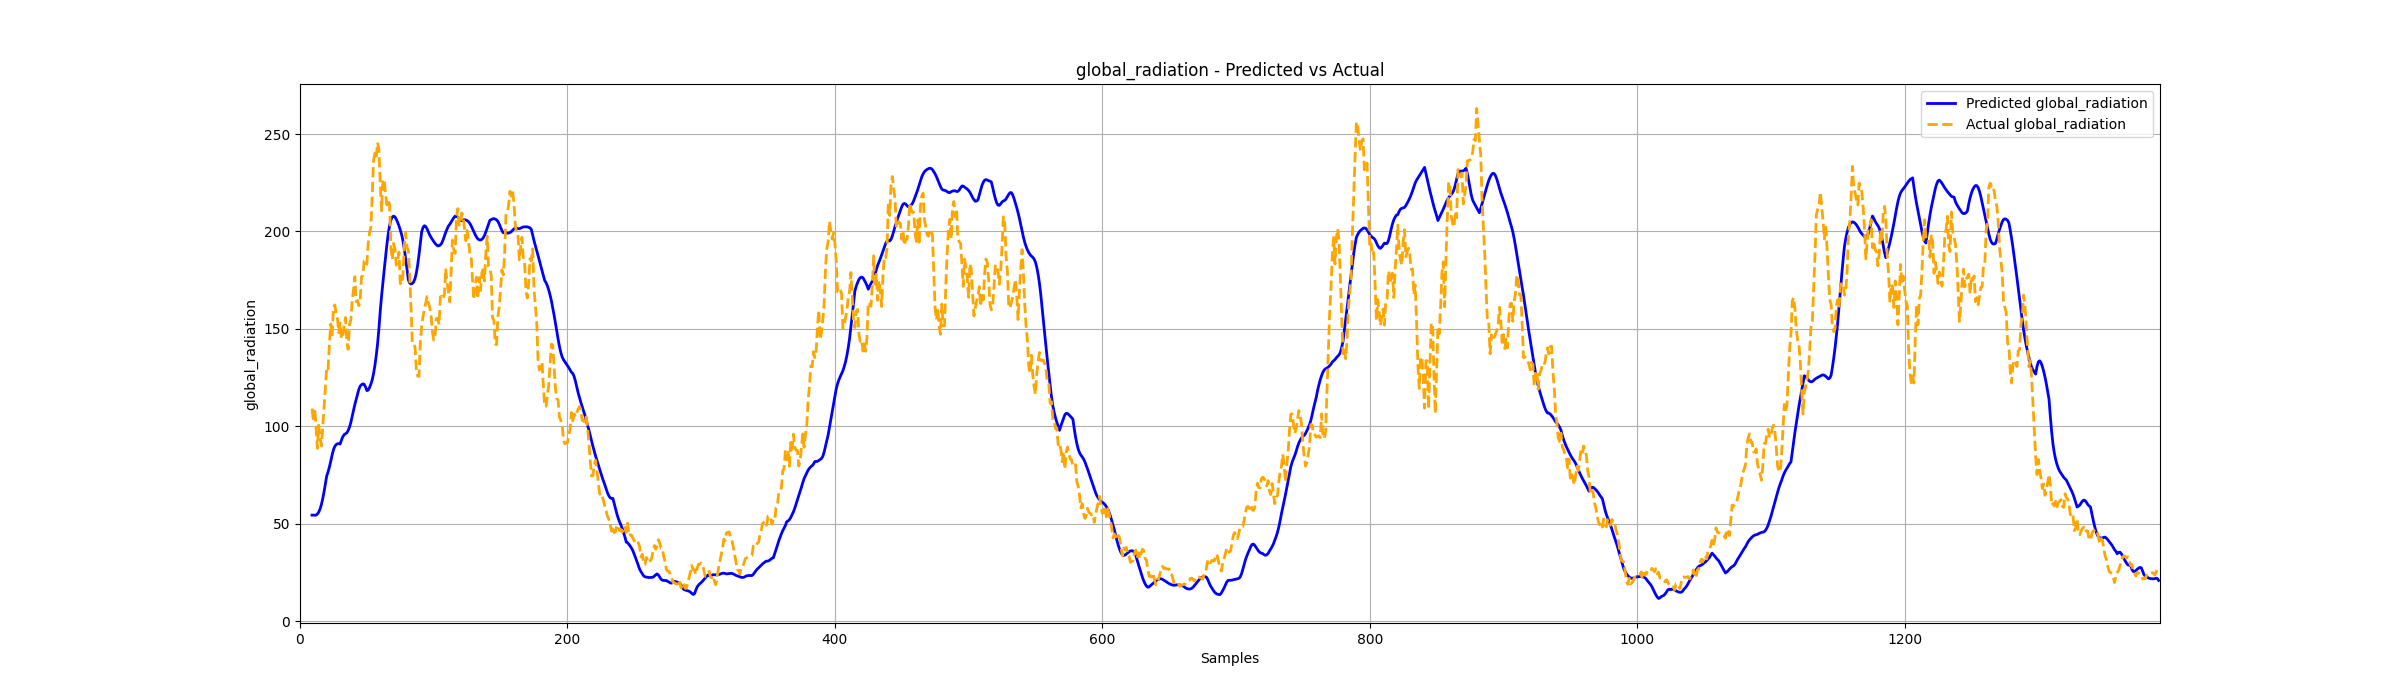 global_radiation - Predicted vs Actual
Predicted global_radiation
Actual global_radiation
global_radiation
250
200
150
100
50
0
0 200 400 600 800 1000 1200
Samples